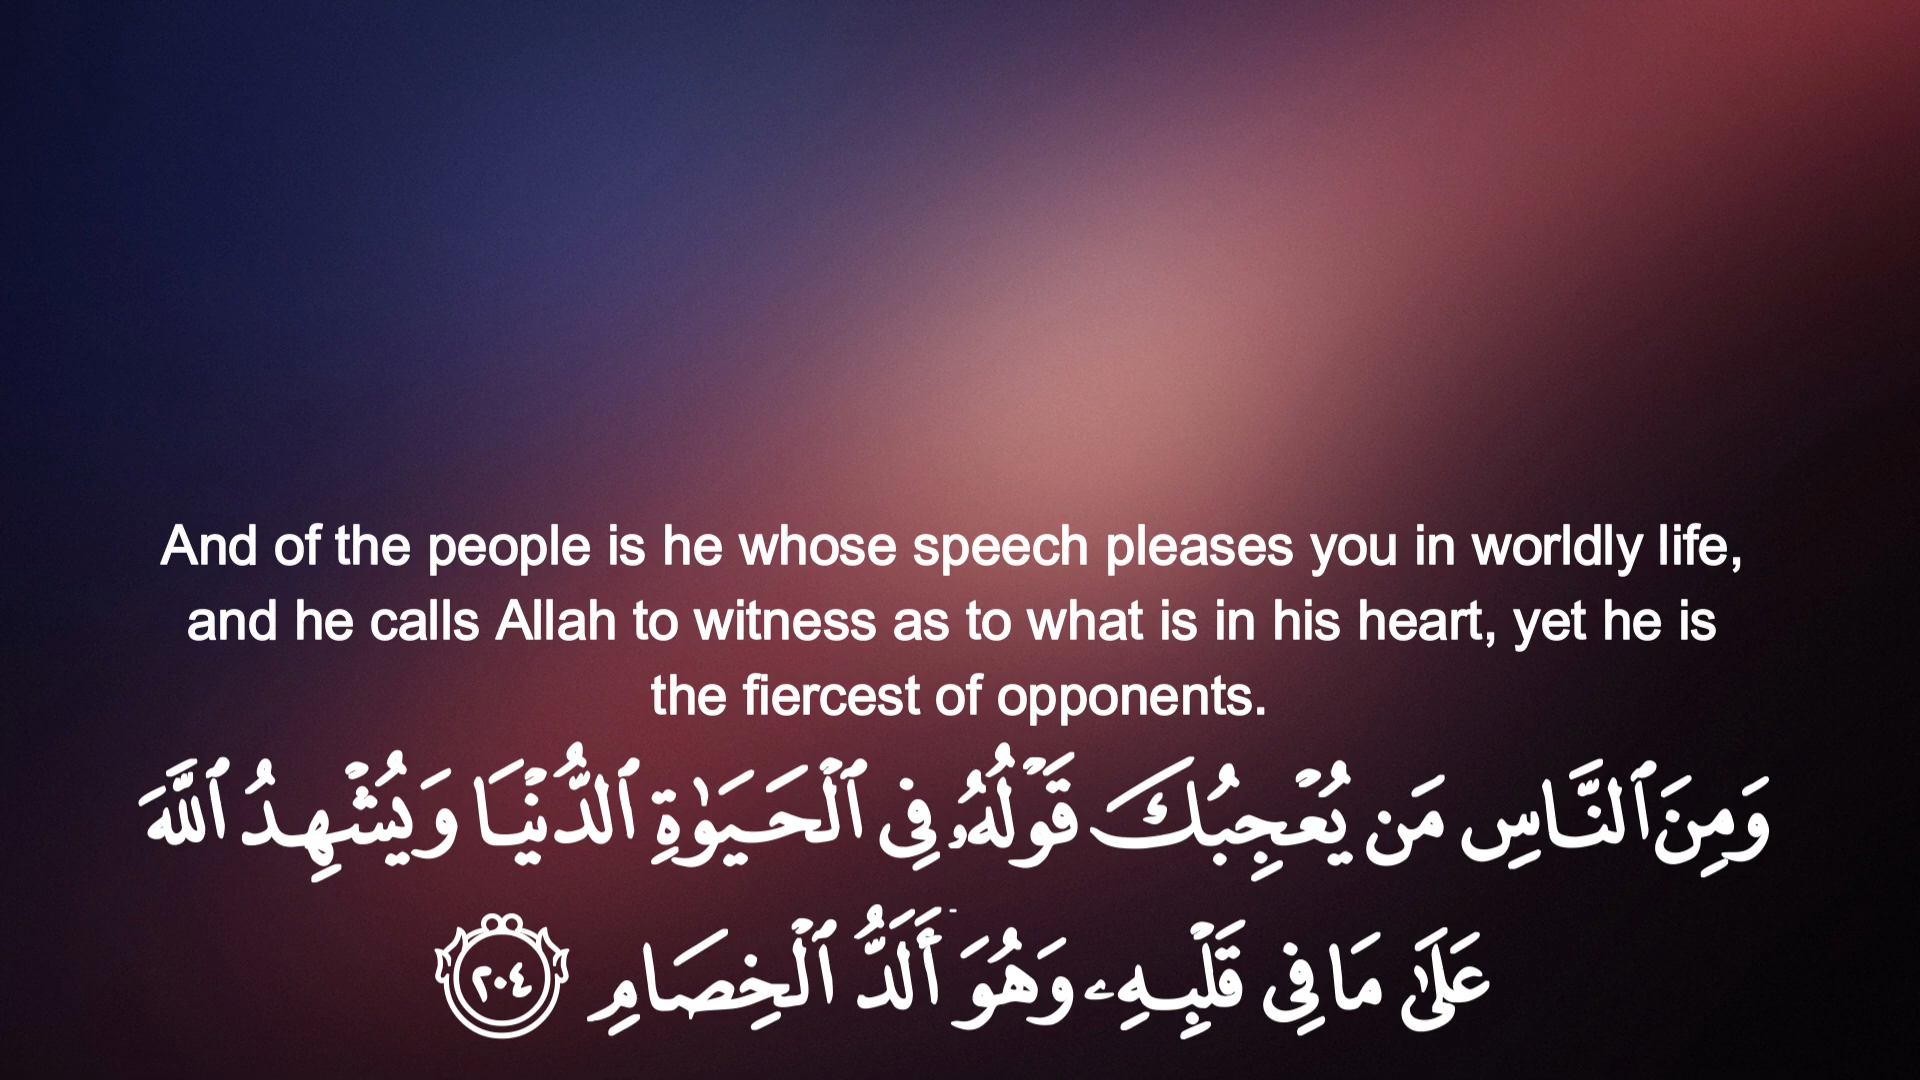 And of the people is he whose speech pleases you in worldly life,
and he calls Allah to witness as to what is in his heart, yet he is
the fiercest of opponents.
وَمِنَ ٱلنَّاسِ مَن يُعْجِبُكَ قَوْلُهُۥ فِى ٱلْحَيَوٰةِ ٱلدُّنْيَا وَيُشْهِدُ ٱللَّهَ
عَلَىٰ مَا فِى قَلْبِهِۦ وَهُوَ أَلَدُّ ٱلْخِصَامِ ٢٠٤